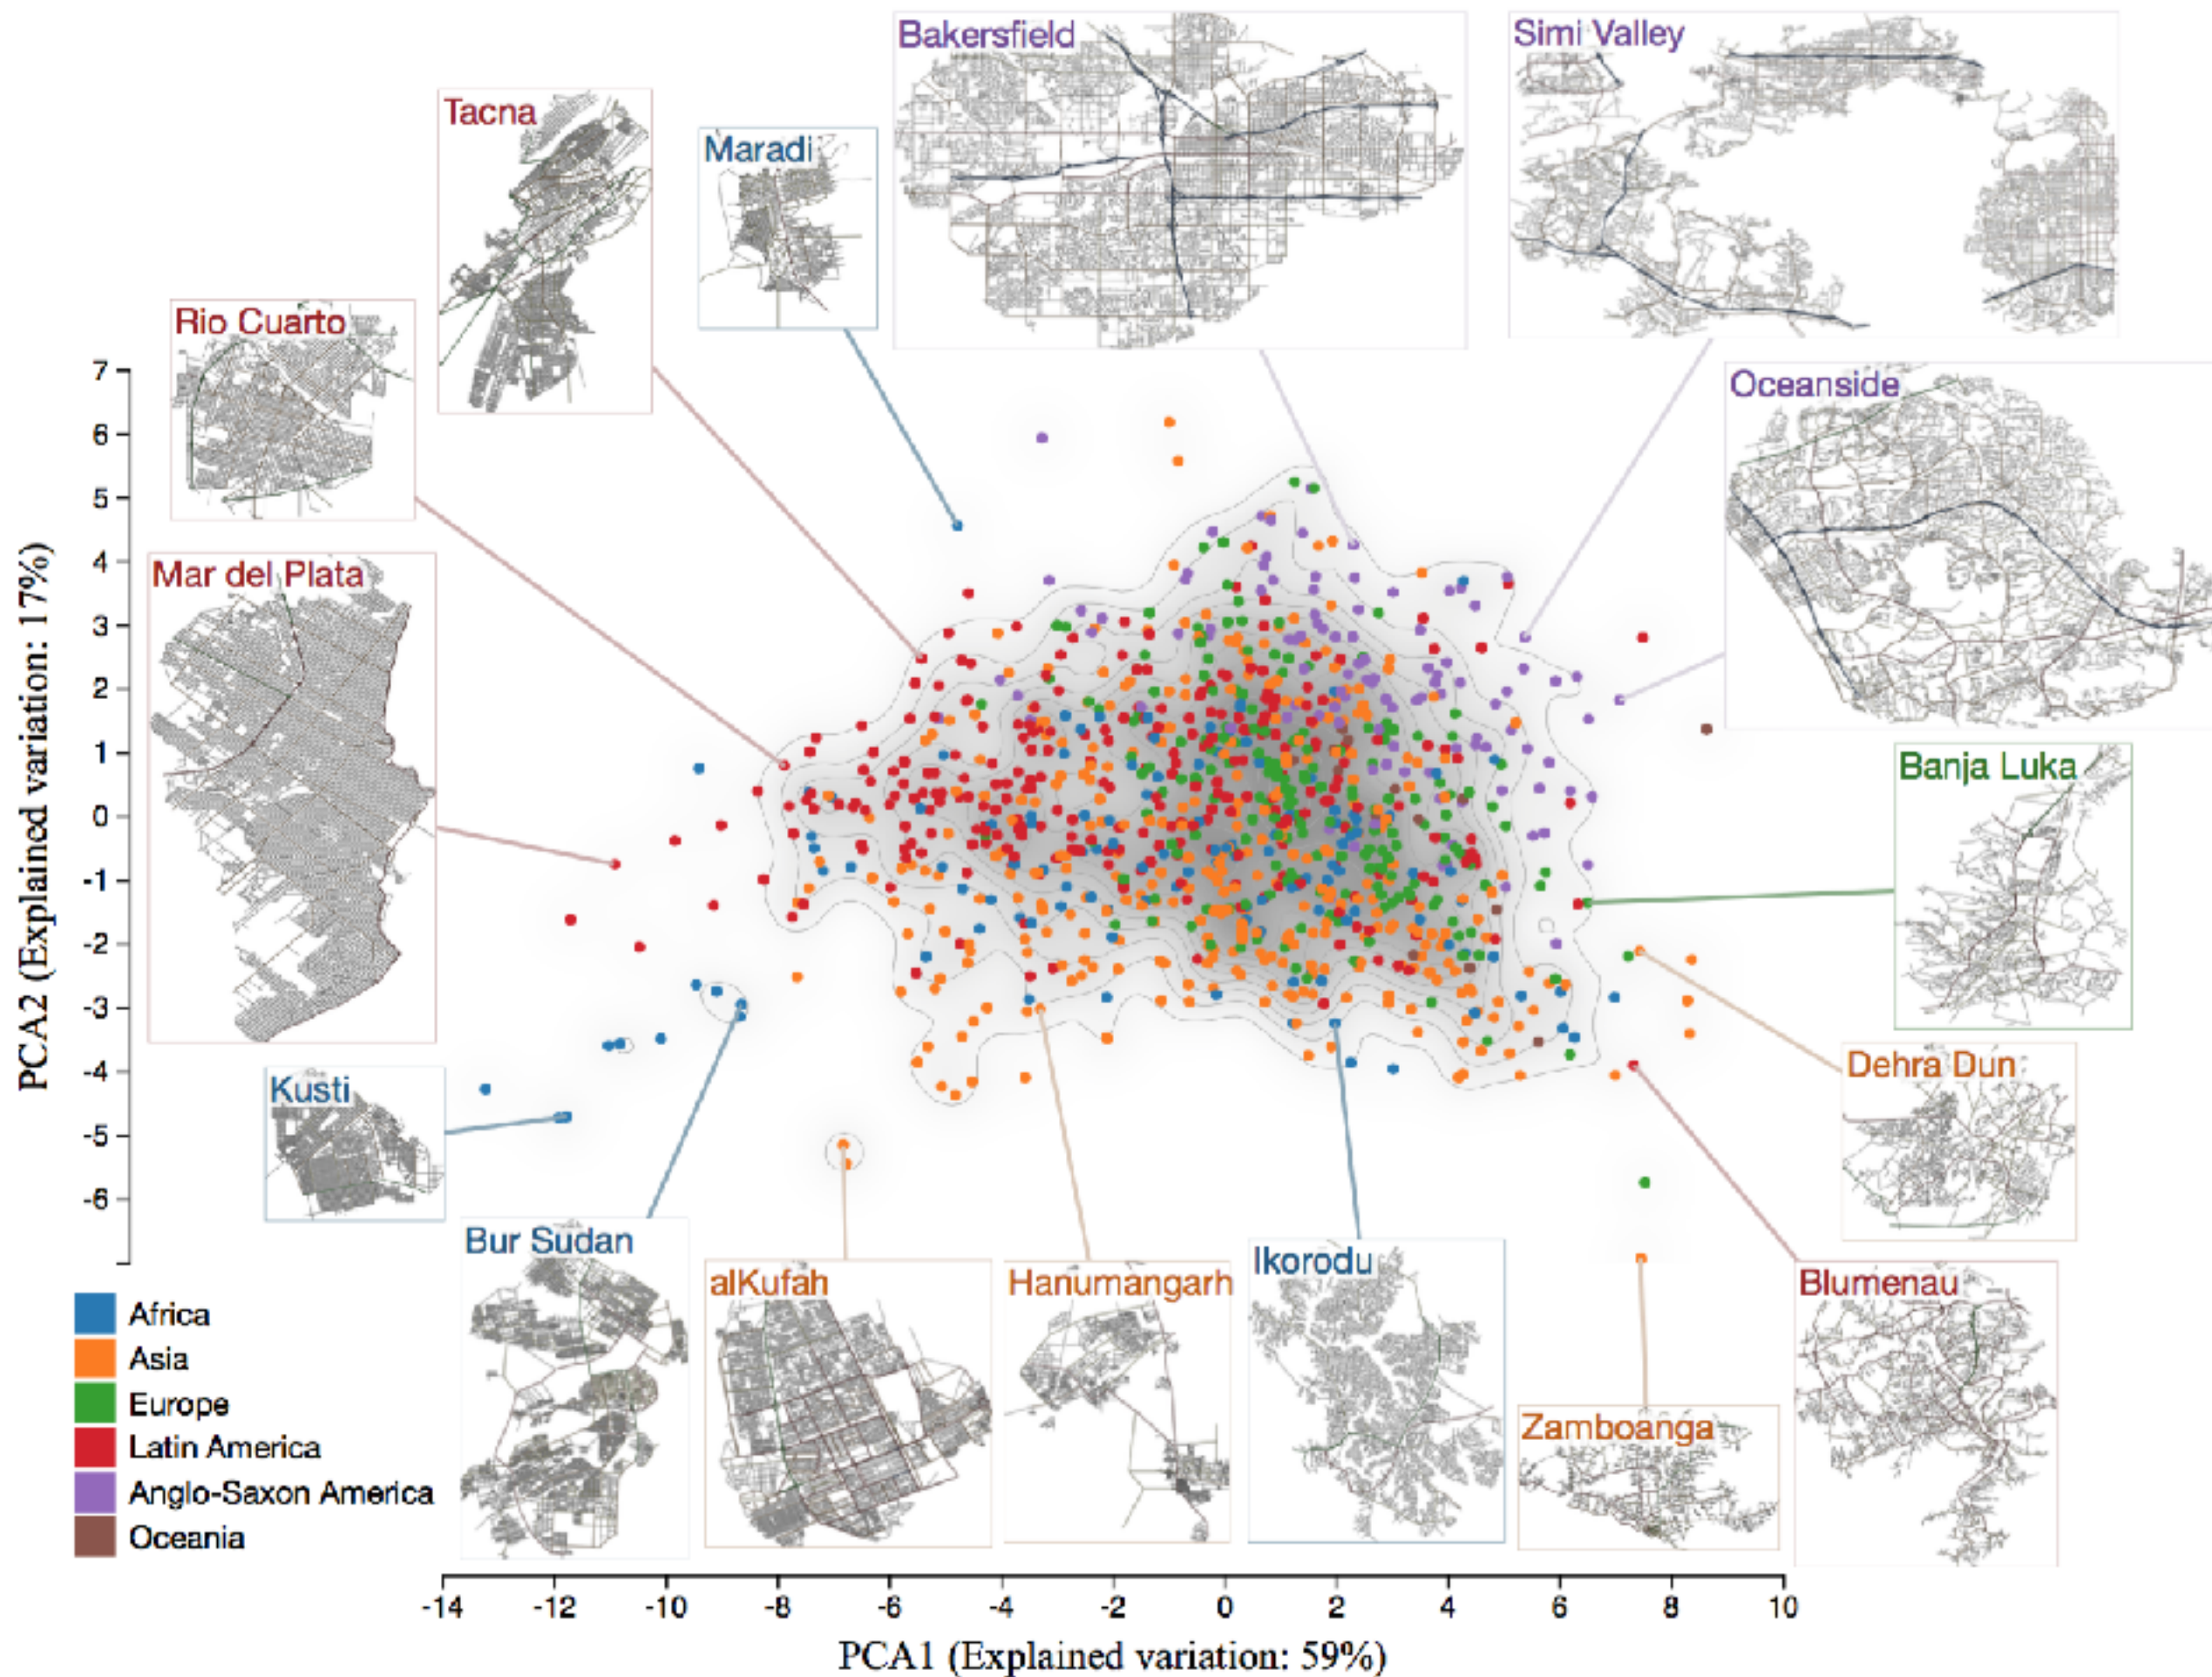 Bakersfield
Simi Valley
Tacna
Maradi
Rio Cuarto
Oceanside
Mar del Plata
Banja Luka
Kusti
Dehra Dun
Bur Sudan
alKufah
Hanumangarh
Ikorodu
Blumenau
Zamboanga
7
6
5
4
3
2
1
0
-1
-2
-3
-4
-5
-6
PCA2 (Explained variation: 17%)
Africa
Asia
Europe
Latin America
Anglo-Saxon America
Oceania
-14 -12 -10 -8 -6 -4 -2 0 2 4 6 8 10
PCA1 (Explained variation: 59%)